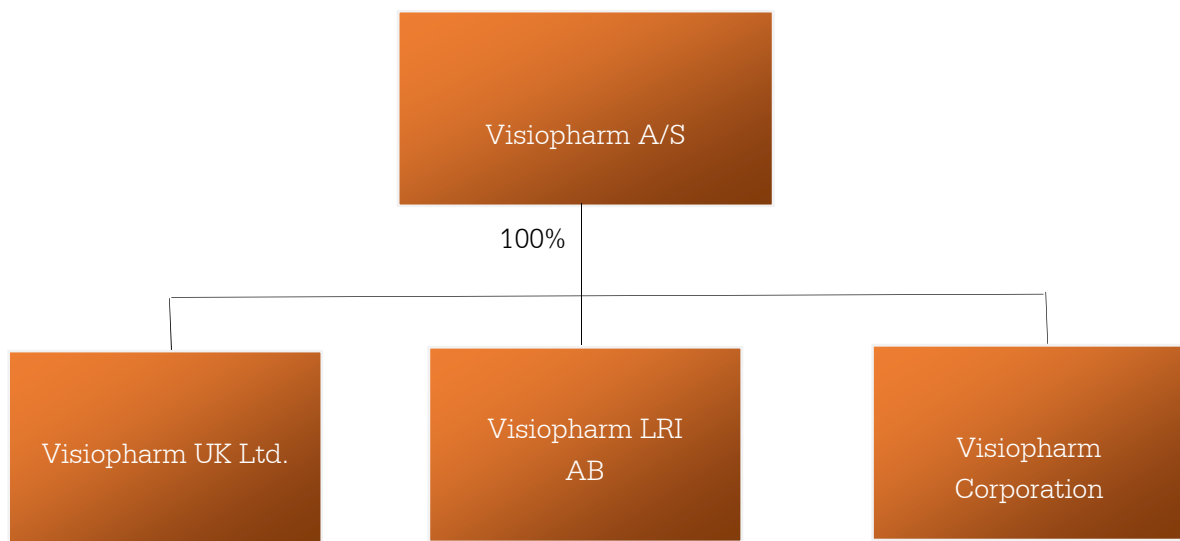 Visiopharm A/S
100%
Visiopharm UK Ltd.
Visiopharm LRI
AB
Visiopharm
Corporation